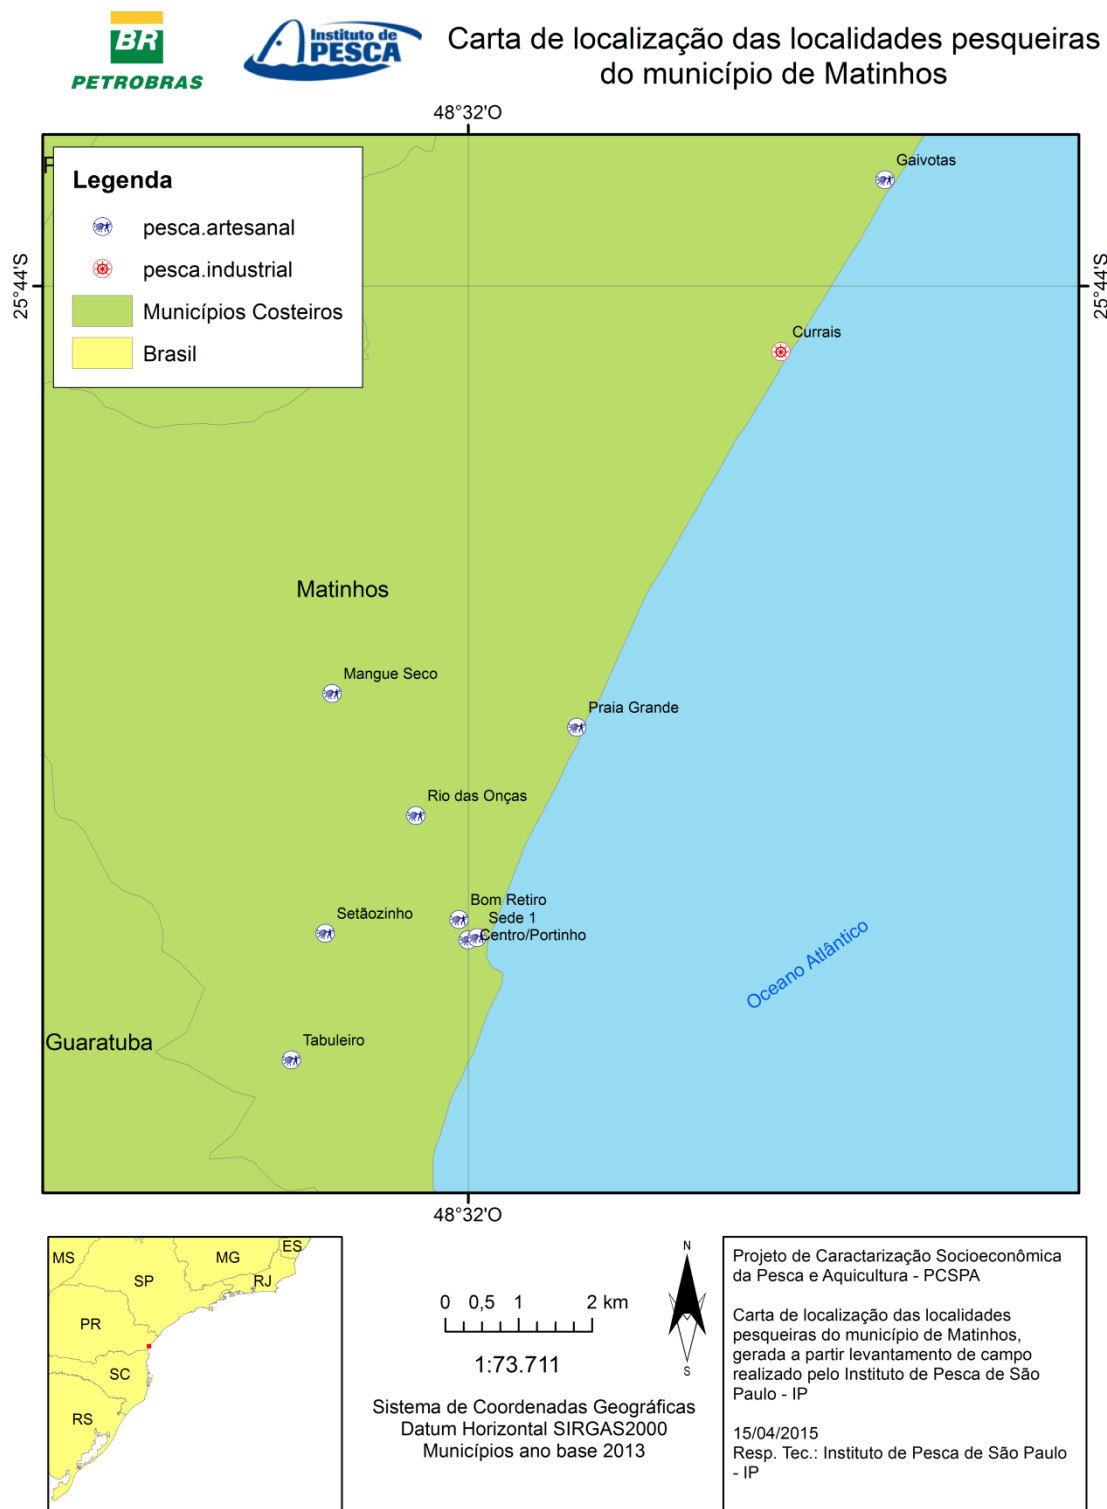 BR
PETROBRAS
Instituto de
PESCA
Carta de localização das localidades pesqueiras
do município de Matinhos
48°32'O
Gaivotas
Legenda
pesca.artesanal
pesca.industrial
Municípios Costeiros
Brasil
25°44'S
25°44'S
Currais
Matinhos
Mangue Seco
Praia Grande
Rio das Onças
Bom Retiro
Setãozinho
Sede 1
Centro/Portinho
Oceano Atlântico
Guaratuba
Tabuleiro
48°32'O
MS
MG
ES
SP
RJ
PR
SC
RS
0 0,5 1 2 km
1:73.711
Sistema de Coordenadas Geográficas
Datum Horizontal SIRGAS2000
Municípios ano base 2013
N
S
Projeto de Caractarização Socioeconômica
da Pesca e Aquicultura - PCSPA
Carta de localização das localidades
pesqueiras do município de Matinhos,
gerada a partir levantamento de campo
realizado pelo Instituto de Pesca de São
Paulo - IP
15/04/2015
Resp. Tec.: Instituto de Pesca de São Paulo
- IP